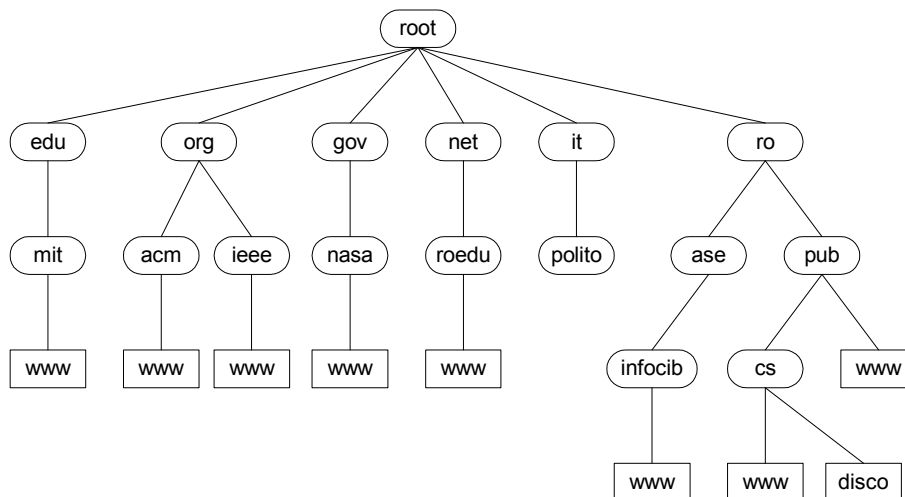 root
edu org gov net it ro
mit acm ieee nasa roedu polito ase pub
www www www www www infocib cs www
www www disco